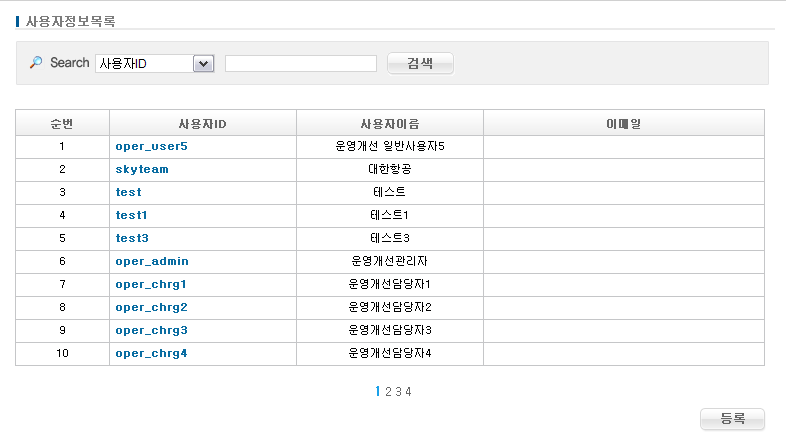 사용자정보목록
Search 사용자ID 검색
순번 사용자ID 사용자이름 이메일
1 oper_user5 운영개선 일반사용자5
2 skyteam 대한항공
3 test 테스트
4 test1 테스트1
5 test3 테스트3
6 oper_admin 운영개선관리자
7 oper_chrg1 운영개선담당자1
8 oper_chrg2 운영개선담당자2
9 oper_chrg3 운영개선담당자3
10 oper_chrg4 운영개선담당자4
1 2 3 4
등록